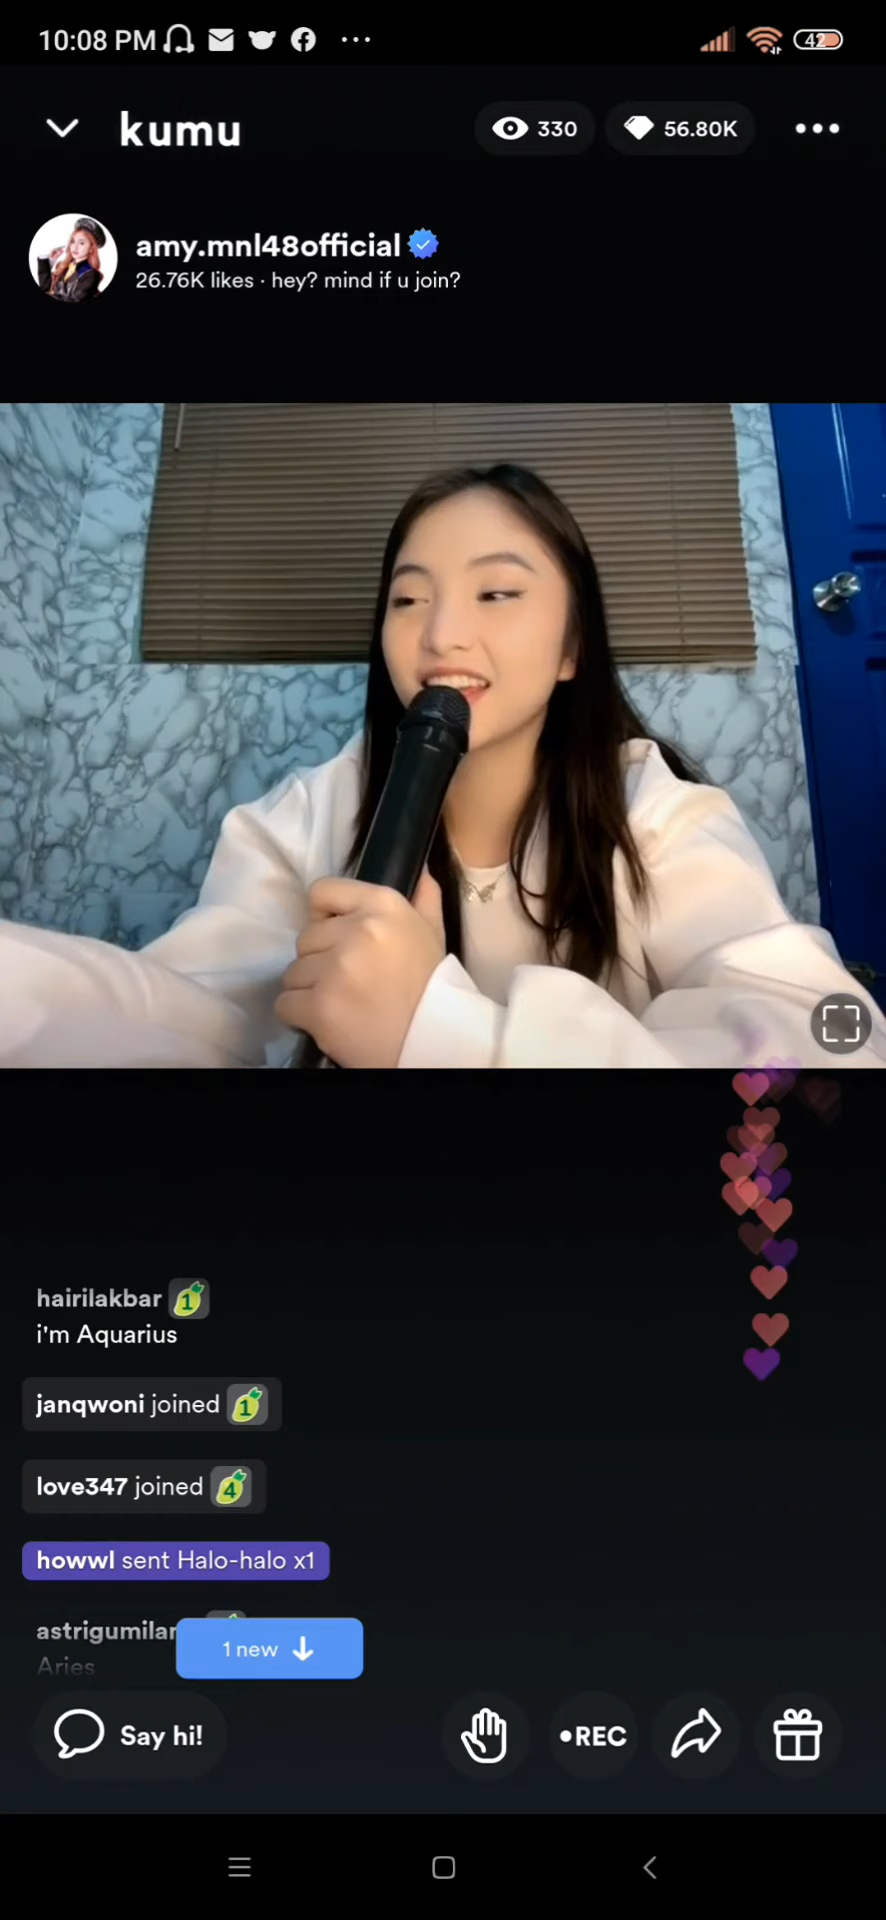 10:08 PM
42
kumu
330
56.80K
amy.mnl48official
26.76K likes · hey? mind if u join?
hairilakbar 1
i'm Aquarius
janqwoni joined 1
love347 joined 4
howwl sent Halo-halo x1
astrigumilar
Aries
1 new
Say hi!
•REC